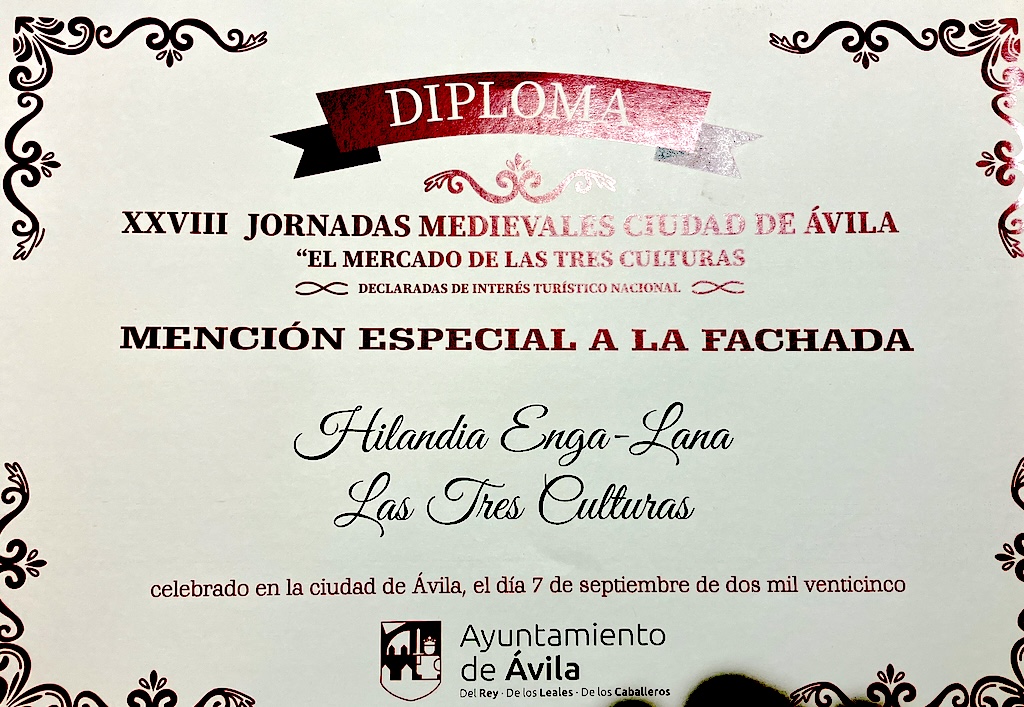 DIPLOMA
XXVIII JORNADAS MEDIEVALES CIUDAD DE ÁVILA
“EL MERCADO DE LAS TRES CULTURAS
DECLARADAS DE INTERÉS TURÍSTICO NACIONAL
MENCIÓN ESPECIAL A LA FACHADA
Hilandia Enga-Lana
Las Tres Culturas
celebrado en la ciudad de Ávila, el día 7 de septiembre de dos mil venticinco
Ayuntamiento
de Ávila
Del Rey · De los Leales · De los Caballeros